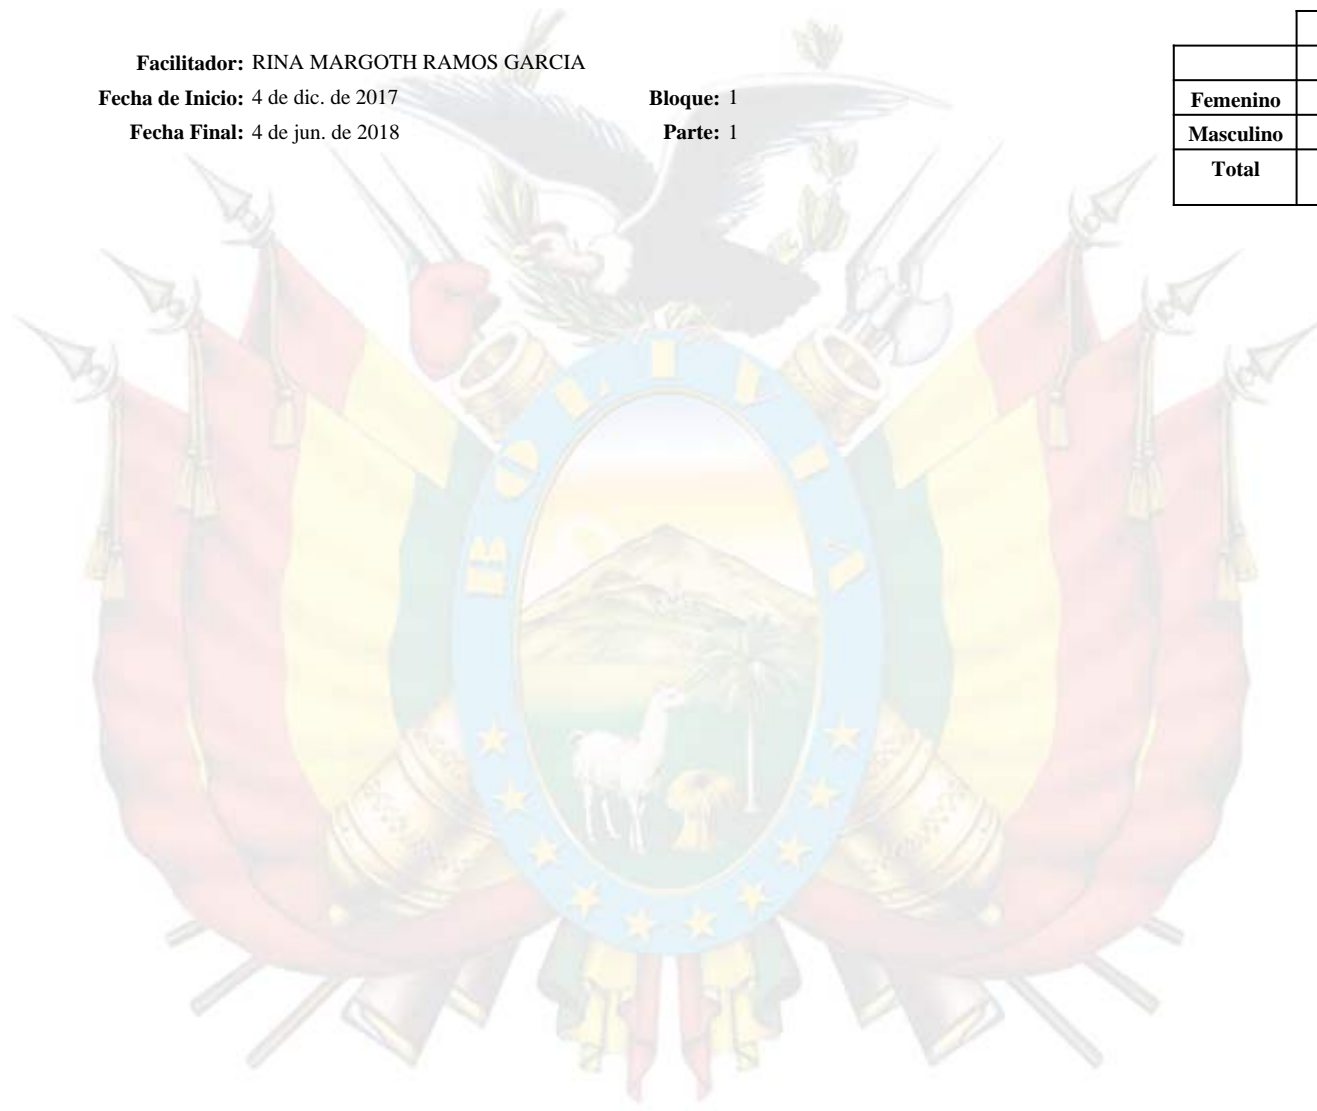 Facilitador: RINA MARGOTH RAMOS GARCIA
Fecha de Inicio: 4 de dic. de 2017 Bloque: 1
Fecha Final: 4 de jun. de 2018 Parte: 1
Femenino
Masculino
Total
BOLIVIA